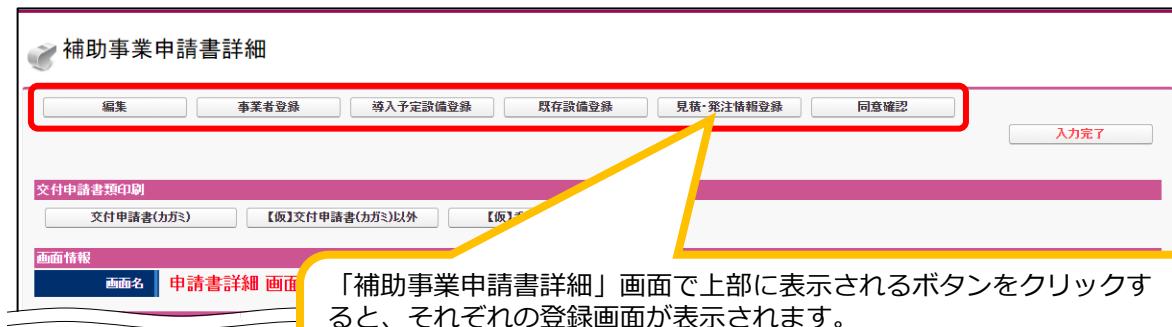 補助事業申請書詳細
編集 事業者登録 導入予定設備登録 既存設備登録 見積・発注情報登録 同意確認
入力完了
交付申請書類印刷
交付申請書(カガミ) 【仮】交付申請書(カガミ)以外 【仮】
画面情報
画面名 申請書詳細 画面
「補助事業申請書詳細」画面で上部に表示されるボタンをクリックす
ると、それぞれの登録画面が表示されます。